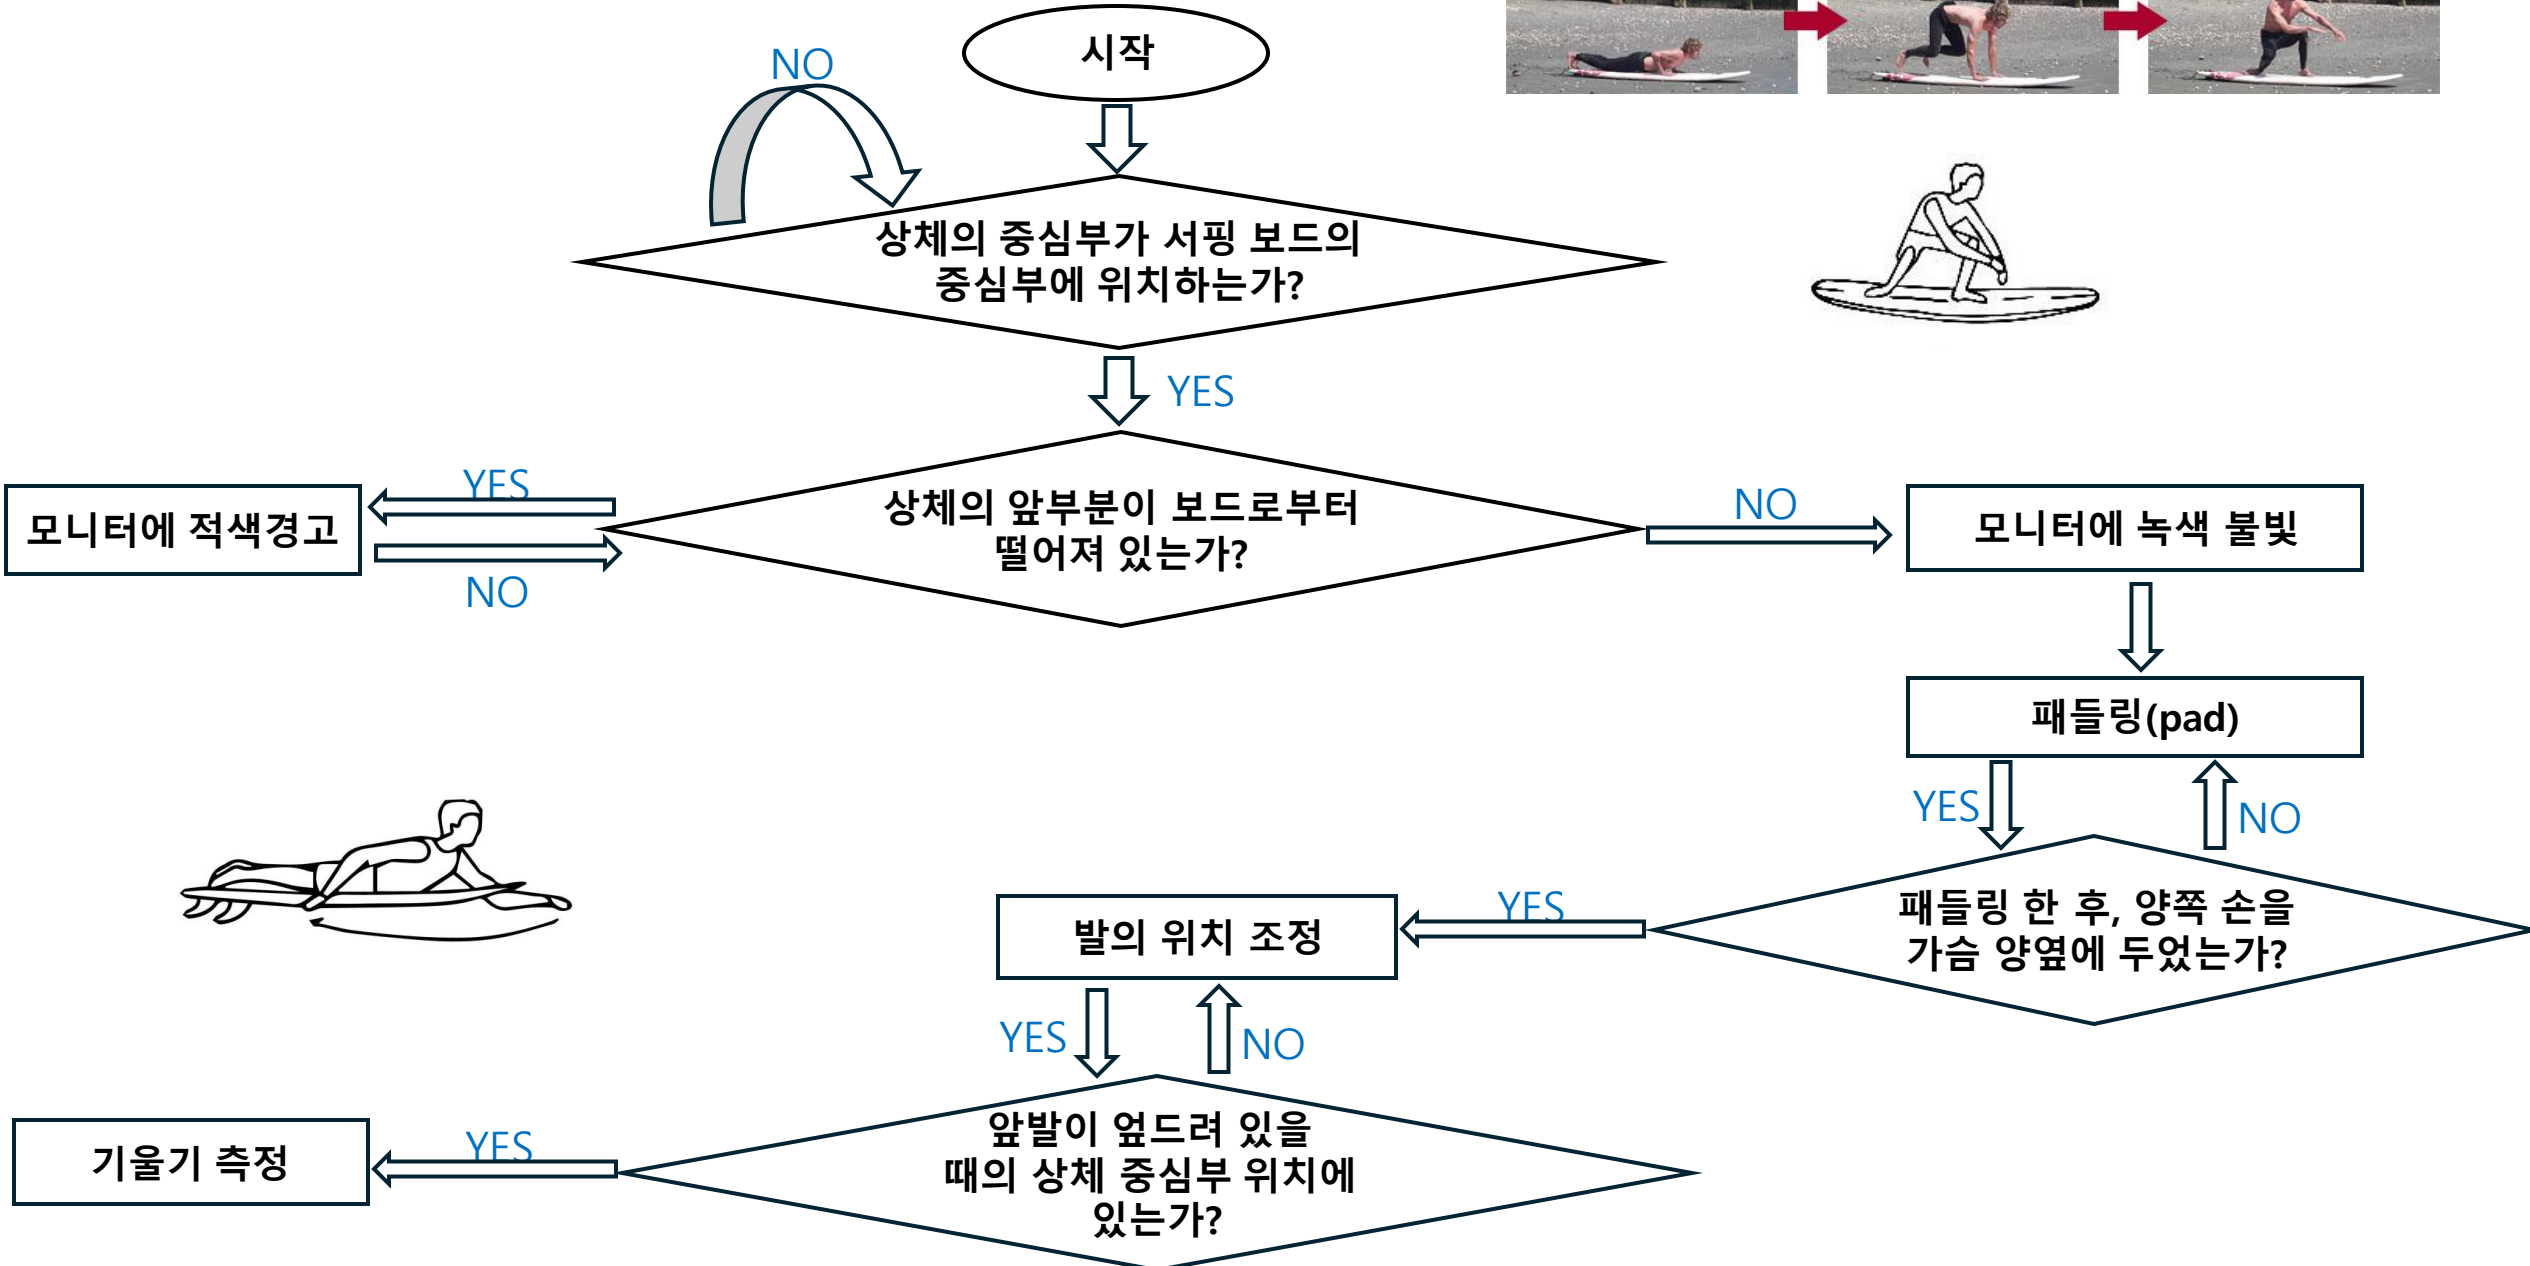 시작
NO
상체의 중심부가 서핑 보드의
중심부에 위치하는가?
YES
상체의 앞부분이 보드로부터
떨어져 있는가?
YES
모니터에 적색경고
NO
NO
모니터에 녹색 불빛
패들링(pad)
YES
NO
패들링 한 후, 양쪽 손을
가슴 양옆에 두었는가?
YES
발의 위치 조정
YES
NO
앞발이 엎드려 있을
때의 상체 중심부 위치에
있는가?
YES
기울기 측정